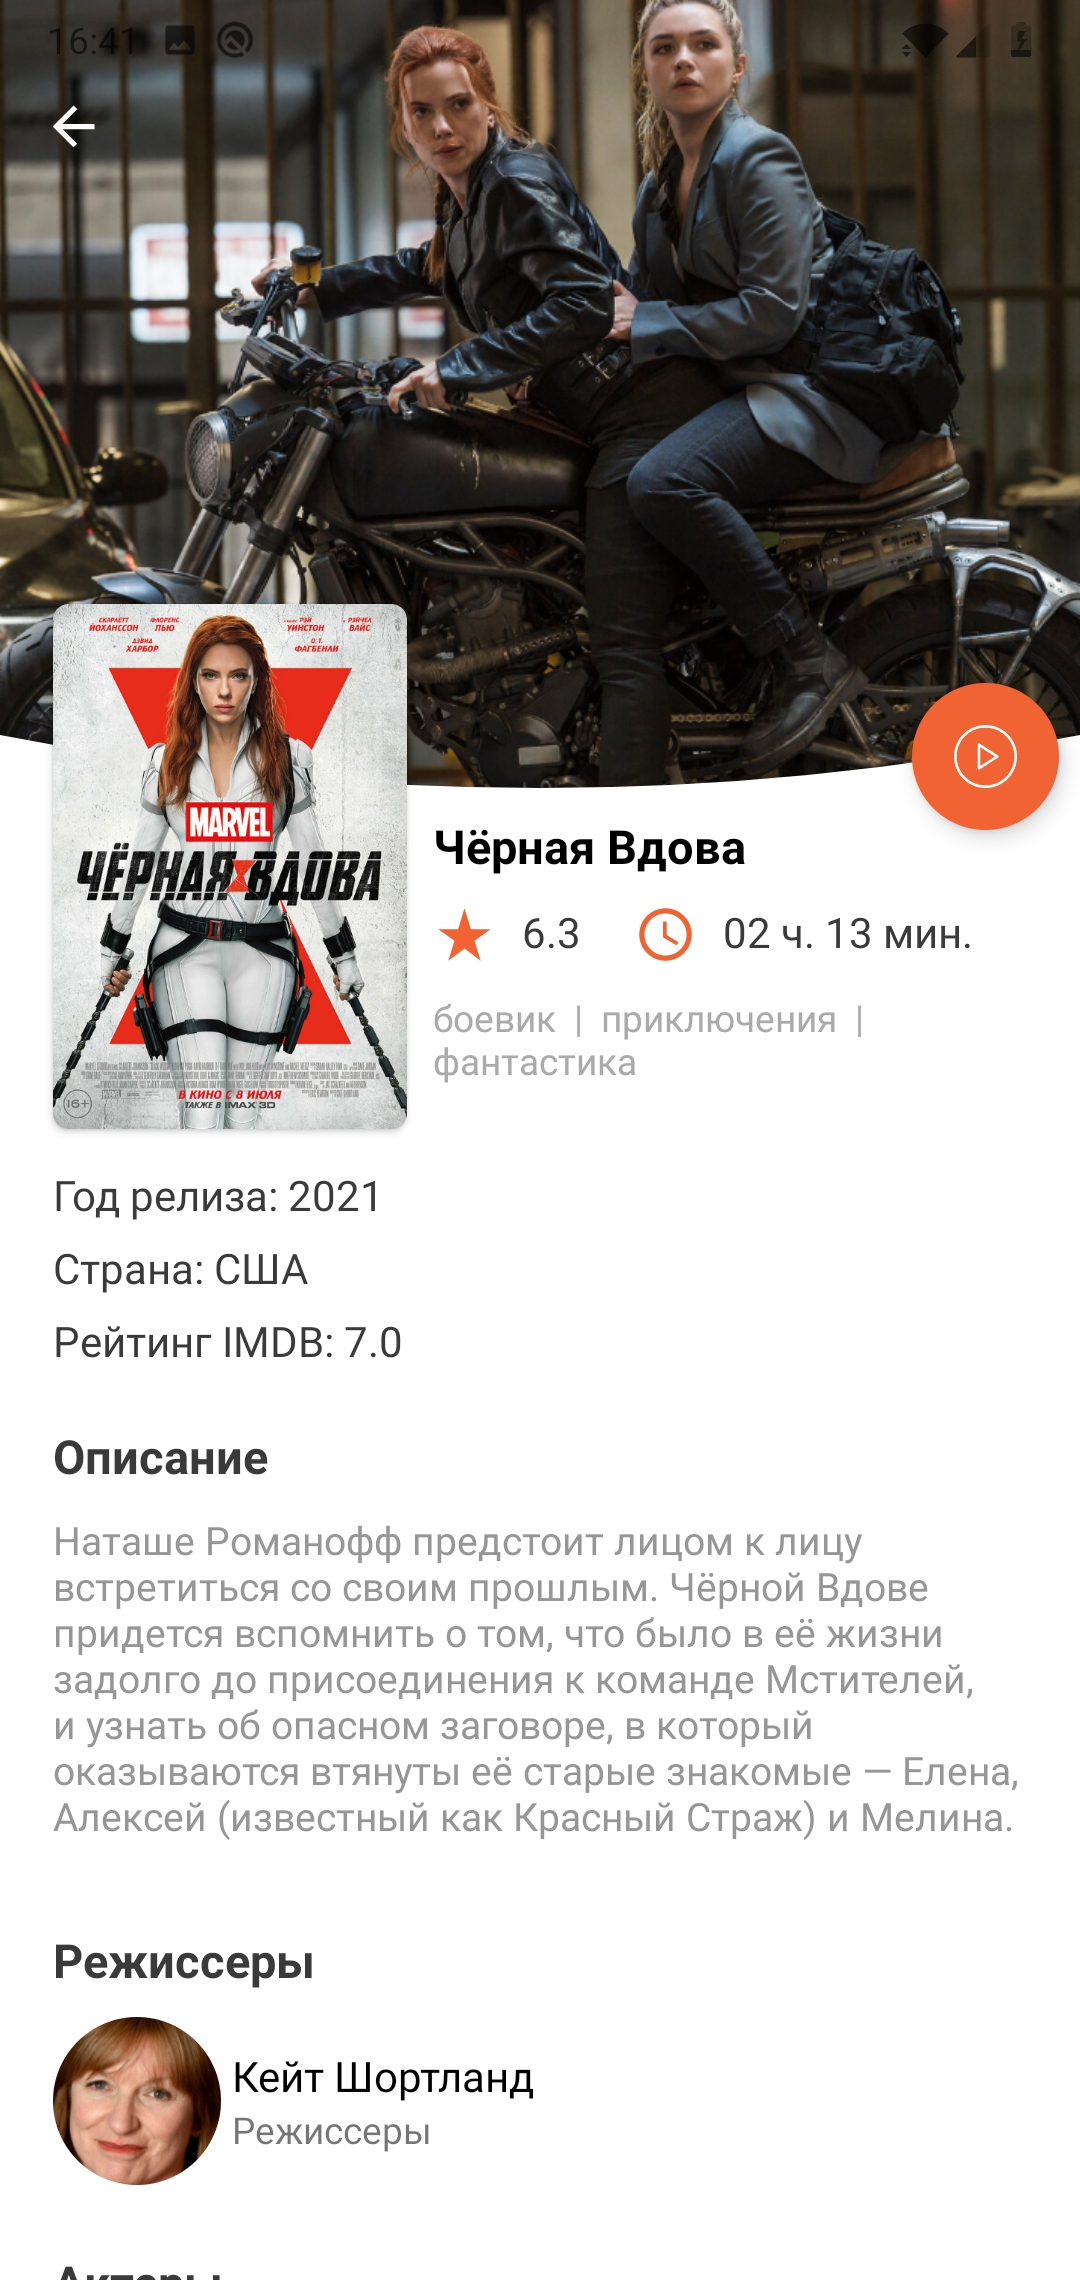 16:41
СКАРЛЕТТ ЙОХАНССОН
ФЛОРЕНС ПЬЮ
РЭЙ УИНСТОН
РЭЙЧЕЛ ВАЙС
ДЭВИД ХАРБОР
О. Т. ФАГБЕНЛИ
MARVEL
ЧЁРНАЯ ВДОВА
В КИНО С 8 ИЮЛЯ
ТАКЖЕ В IMAX 3D
16+
Чёрная Вдова
6.3 02 ч. 13 мин.
боевик | приключения |
фантастика
Год релиза: 2021
Страна: США
Рейтинг IMDB: 7.0
Описание
Наташе Романофф предстоит лицом к лицу
встретиться со своим прошлым. Чёрной Вдове
придется вспомнить о том, что было в её жизни
задолго до присоединения к команде Мстителей,
и узнать об опасном заговоре, в который
оказываются втянуты её старые знакомые — Елена,
Алексей (известный как Красный Страж) и Мелина.
Режиссеры
Кейт Шортланд
Режиссеры
Актеры